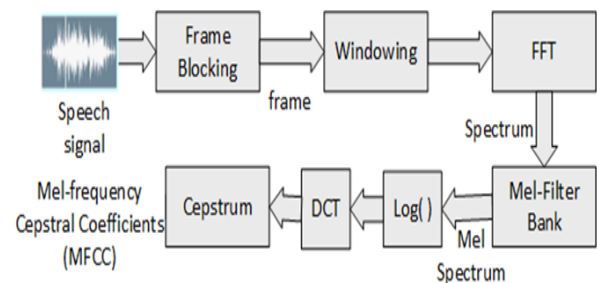 Frame
Blocking
Windowing
FFT
frame
Speech
signal
Spectrum
Mel-frequency
Cepstral Coefficients
(MFCC)
Cepstrum
DCT
Log( )
Mel-Filter
Bank
Mel
Spectrum